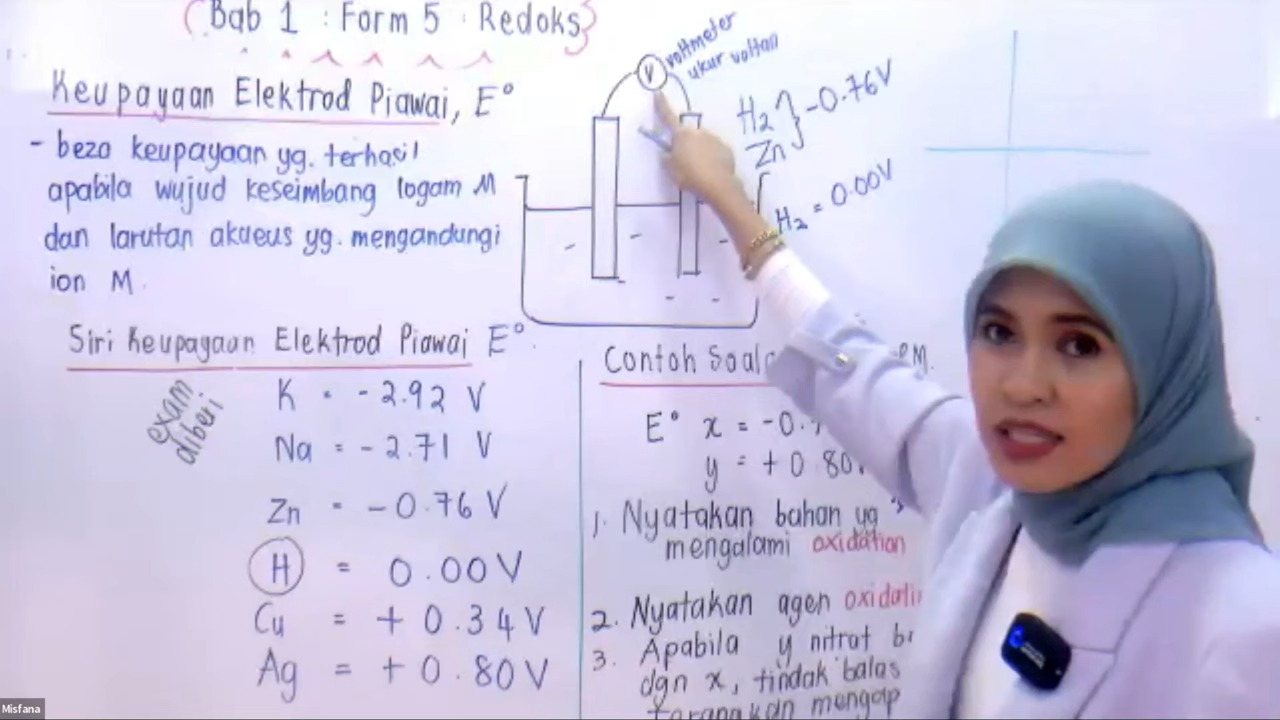 Bab 1 : Form 5 : Redoks
Keupayaan Elektrod Piawai, E°
- beza keupayaan yg. terhasil
apabila wujud keseimbang logam M
dan larutan akueus yg. mengandungi
ion M.
V
voltmeter
ukur voltan
H₂ } -0.76V
Zn
H₂ = 0.00V
Siri Keupayaan Elektrod Piawai E°
exam
diberi
K = -2.92 V
Na = -2.71 V
Zn = -0.76 V
H = 0.00V
Cu = + 0.34 V
Ag = + 0.80V
Contoh
E° x = -0.
y = + 0.80
1. Nyatakan bahan yg
mengalami oxidation
2. Nyatakan agen
3. Apabila y nitrat
dgn x, tindak balas
Misfana